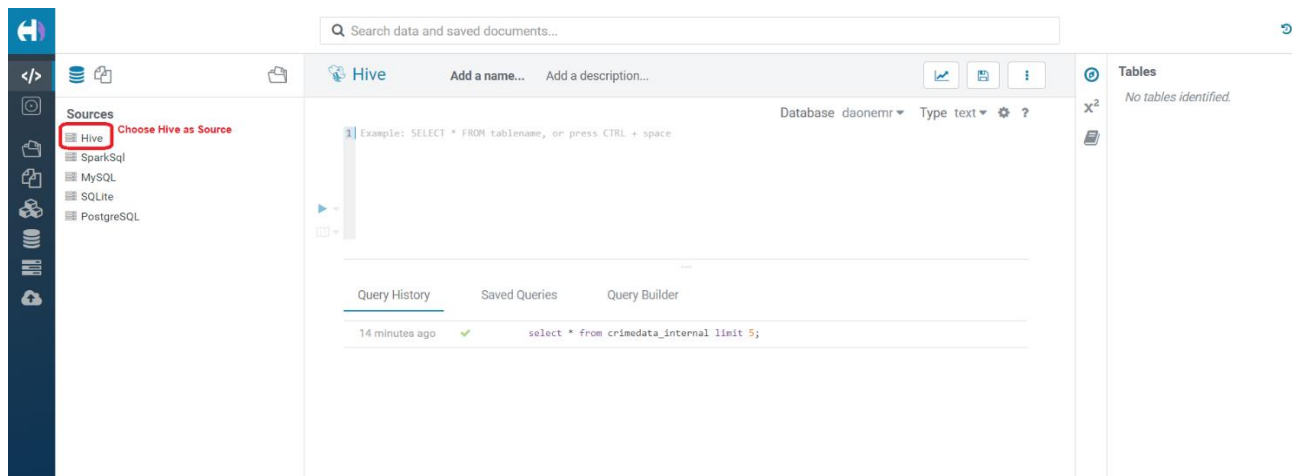 Search data and saved documents...
Sources
Hive
Choose Hive as Source
SparkSql
MySQL
SQLite
PostgreSQL
Hive
Add a name...
Add a description...
Database daonemr
Type text
?
1
Example: SELECT * FROM tablename, or press CTRL + space
Query History
Saved Queries
Query Builder
14 minutes ago
select * from crimedata_internal limit 5;
Tables
No tables identified.
x²